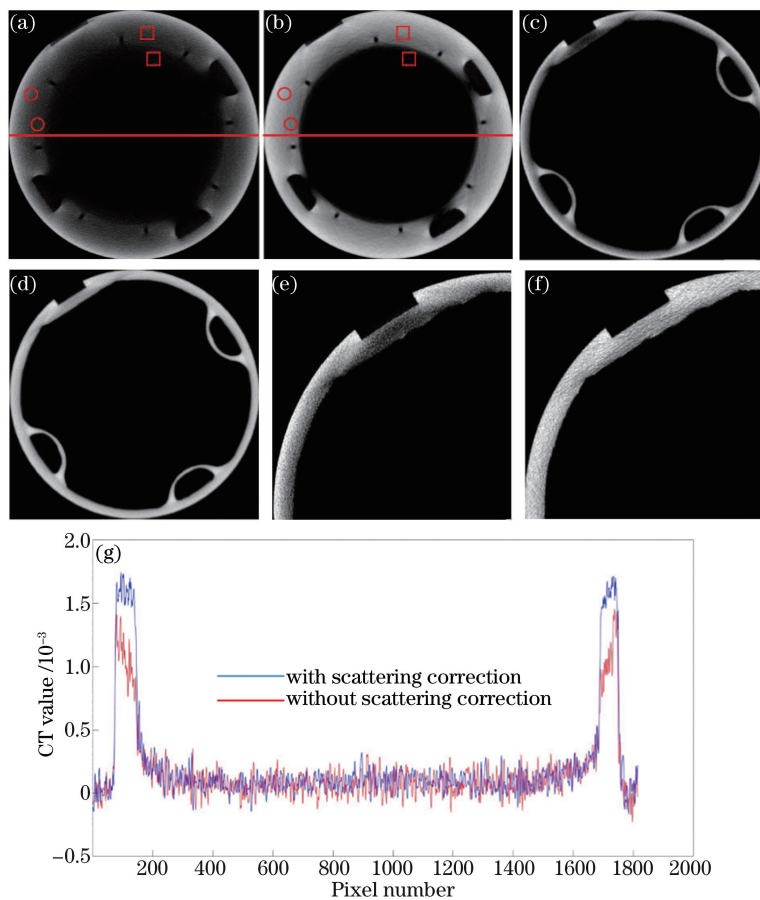 (a)
(b)
(c)
(d)
(e)
(f)
(g)
2.0
1.5
1.0
0.5
0
−0.5
CT value /10⁻³
with scattering correction
without scattering correction
200 400 600 800 1000 1200 1400 1600 1800 2000
Pixel number